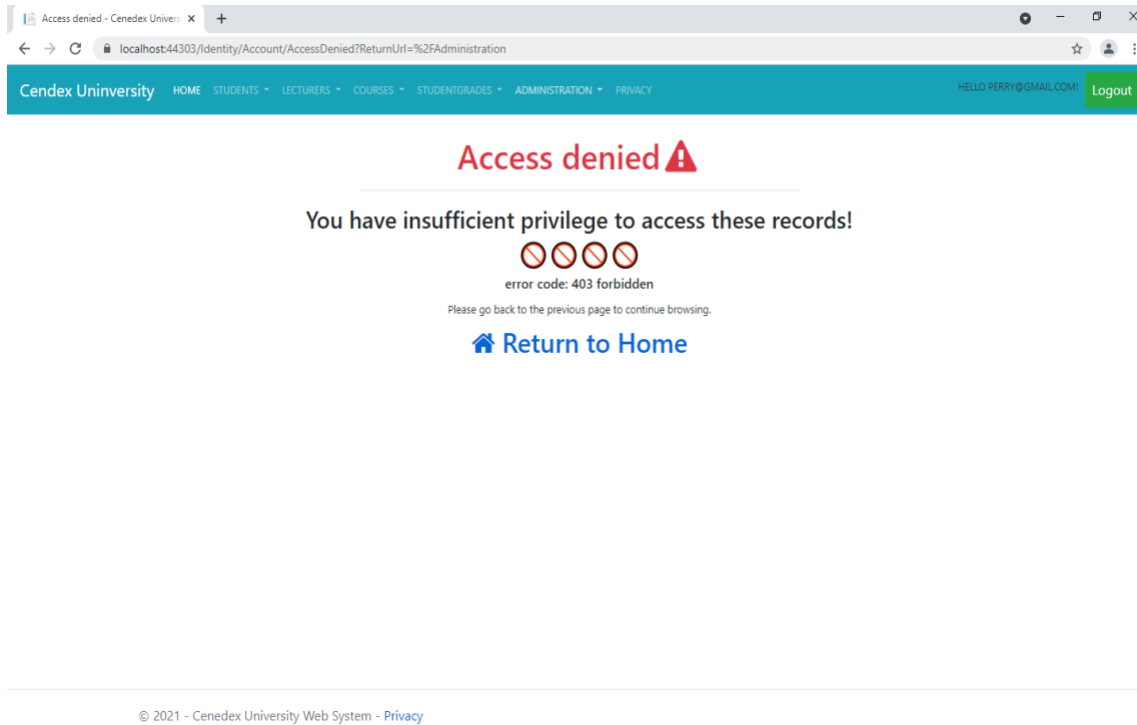 Access denied - Cenedex Univers
localhost:44303/Identity/Account/AccessDenied?ReturnUrl=%2FAdministration
Cendex Uninversity HOME STUDENTS LECTURERS COURSES STUDENTGRADES ADMINISTRATION PRIVACY HELLO PERRY@GMAIL.COM! Logout
Access denied
You have insufficient privilege to access these records!
error code: 403 forbidden
Please go back to the previous page to continue browsing.
Return to Home
© 2021 - Cenedex University Web System - Privacy